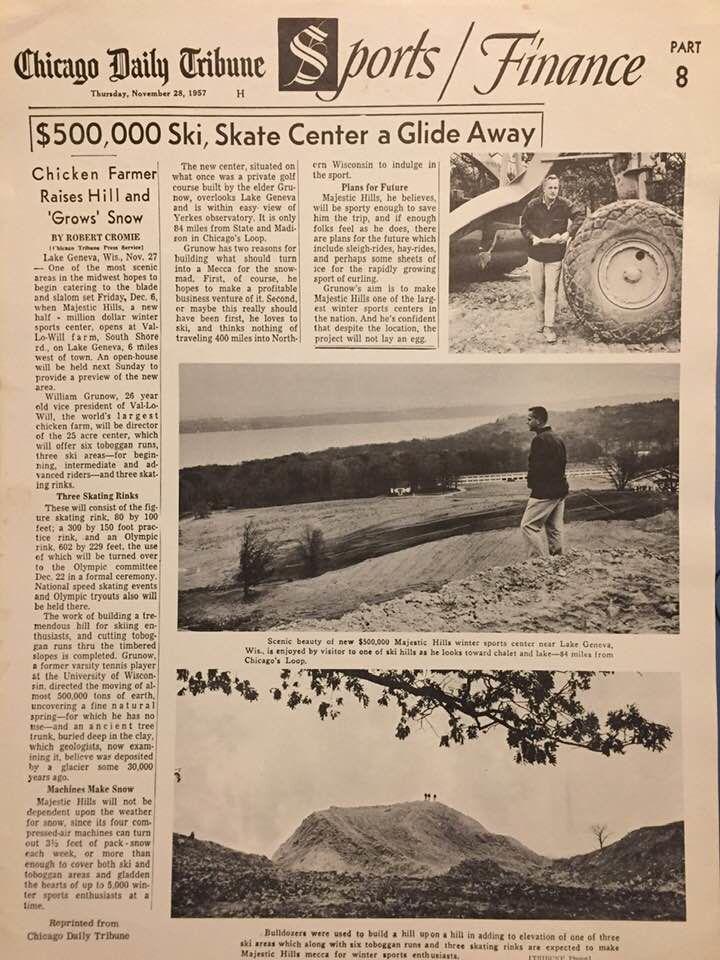 Chicago Daily Tribune
Sports / Finance
PART
8
Thursday, November 28, 1957 H
$500,000 Ski, Skate Center a Glide Away
Chicken Farmer
Raises Hill and
'Grows' Snow
BY ROBERT CROMIE
[Chicago Tribune Press Service]
Lake Geneva, Wis., Nov. 27
— One of the most scenic
areas in the midwest hopes to
begin catering to the blade
and slalom set Friday, Dec. 6,
when Majestic Hills, a new
half - million dollar winter
sports center, opens at Val-
Lo-Will farm, South Shore
rd., on Lake Geneva, 6 miles
west of town. An open-house
will be held next Sunday to
provide a preview of the new
area.
William Grunow, 26 year
old vice president of Val-Lo-
Will, the world's largest
chicken farm, will be director
of the 25 acre center, which
will offer six toboggan runs,
three ski areas—for begin-
ning, intermediate and ad-
vanced riders—and three skat-
ing rinks.
Three Skating Rinks
These will consist of the fig-
ure skating rink, 80 by 100
feet; a 300 by 150 foot prac-
tice rink, and an Olympic
rink, 602 by 229 feet, the use
of which will be turned over
to the Olympic committee
Dec. 22 in a formal ceremony.
National speed skating events
and Olympic tryouts also will
be held there.
The work of building a tre-
mendous hill for skiing en-
thusiasts, and cutting tobog-
gan runs thru the timbered
slopes is completed. Grunow,
a former varsity tennis player
at the University of Wiscon-
sin, directed the moving of al-
most 500,000 tons of earth,
uncovering a fine natural
spring—for which he has no
use—and an ancient tree
trunk, buried deep in the clay,
which geologists, now exam-
ining it, believe was deposited
by a glacier some 30,000
years ago.
Machines Make Snow
Majestic Hills will not be
dependent upon the weather
for snow, since its four com-
pressed-air machines can turn
out 3½ feet of pack-snow
each week, or more than
enough to cover both ski and
toboggan areas and gladden
the hearts of up to 5,000 win-
ter sports enthusiasts at a
time.
Reprinted from
Chicago Daily Tribune
The new center, situated on
what once was a private golf
course built by the elder Gru-
now, overlooks Lake Geneva
and is within easy view of
Yerkes observatory. It is only
84 miles from State and Madi-
son in Chicago's Loop.
Grunow has two reasons for
building what should turn
into a Mecca for the snow-
mad. First, of course, he
hopes to make a profitable
business venture of it. Second,
or maybe this really should
have been first, he loves to
ski, and thinks nothing of
traveling 400 miles into North-
ern Wisconsin to indulge in
the sport.
Plans for Future
Majestic Hills, he believes,
will be sporty enough to save
him the trip, and if enough
folks feel as he does, there
are plans for the future which
include sleigh-rides, hay-rides,
and perhaps some sheets of
ice for the rapidly growing
sport of curling.
Grunow's aim is to make
Majestic Hills one of the larg-
est winter sports centers in
the nation. And he's confident
that despite the location, the
project will not lay an egg.
Scenic beauty of new $500,000 Majestic Hills winter sports center near Lake Geneva,
Wis., is enjoyed by visitor to one of ski hills as he looks toward chalet and lake—84 miles from
Chicago's Loop.
Bulldozers were used to build a hill upon a hill in adding to elevation of one of three
ski areas which along with six toboggan runs and three skating rinks are expected to make
Majestic Hills mecca for winter sports enthusiasts.